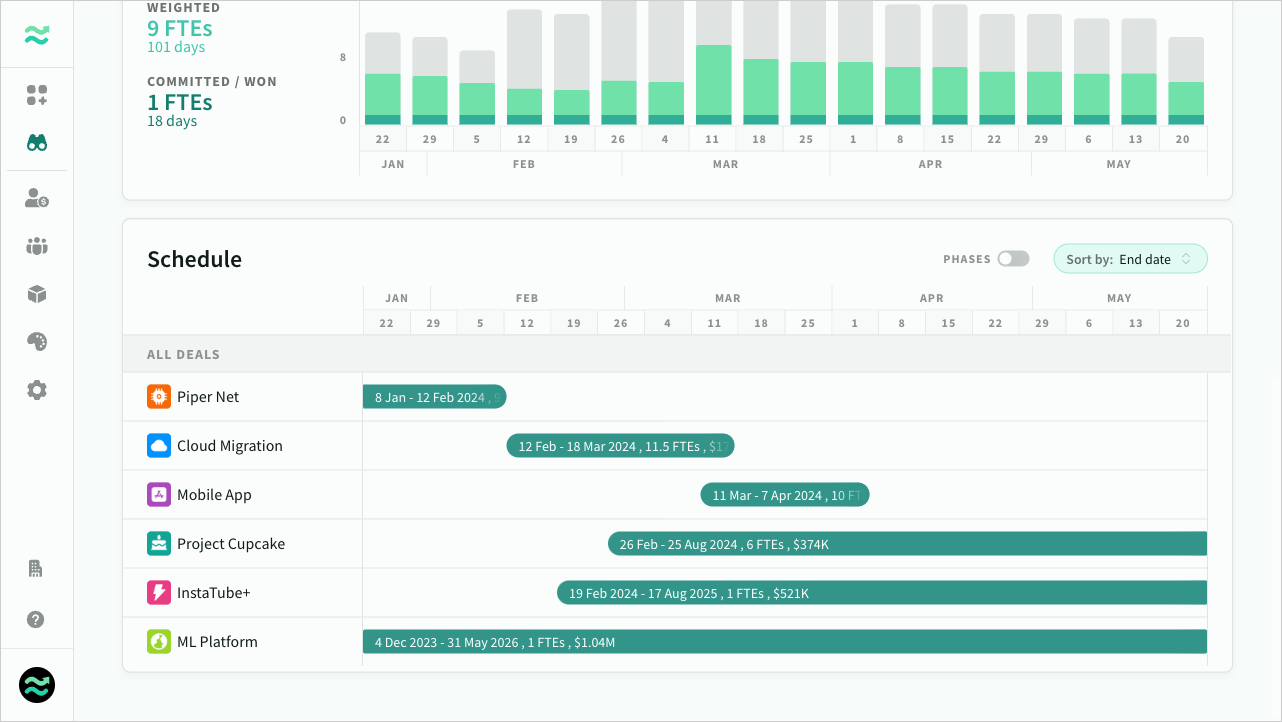 WEIGHTED
9 FTEs
101 days
COMMITTED / WON
1 FTEs
18 days
8
0
22 29 5 12 19 26 4 11 18 25 1 8 15 22 29 6 13 20
JAN FEB MAR APR MAY
Schedule
PHASES
Sort by: End date
JAN FEB MAR APR MAY
22 29 5 12 19 26 4 11 18 25 1 8 15 22 29 6 13 20
ALL DEALS
Piper Net
8 Jan - 12 Feb 2024 , 9
Cloud Migration
12 Feb - 18 Mar 2024 , 11.5 FTEs , $17
Mobile App
11 Mar - 7 Apr 2024 , 10 FT
Project Cupcake
26 Feb - 25 Aug 2024 , 6 FTEs , $374K
InstaTube+
19 Feb 2024 - 17 Aug 2025 , 1 FTEs , $521K
ML Platform
4 Dec 2023 - 31 May 2026 , 1 FTEs , $1.04M